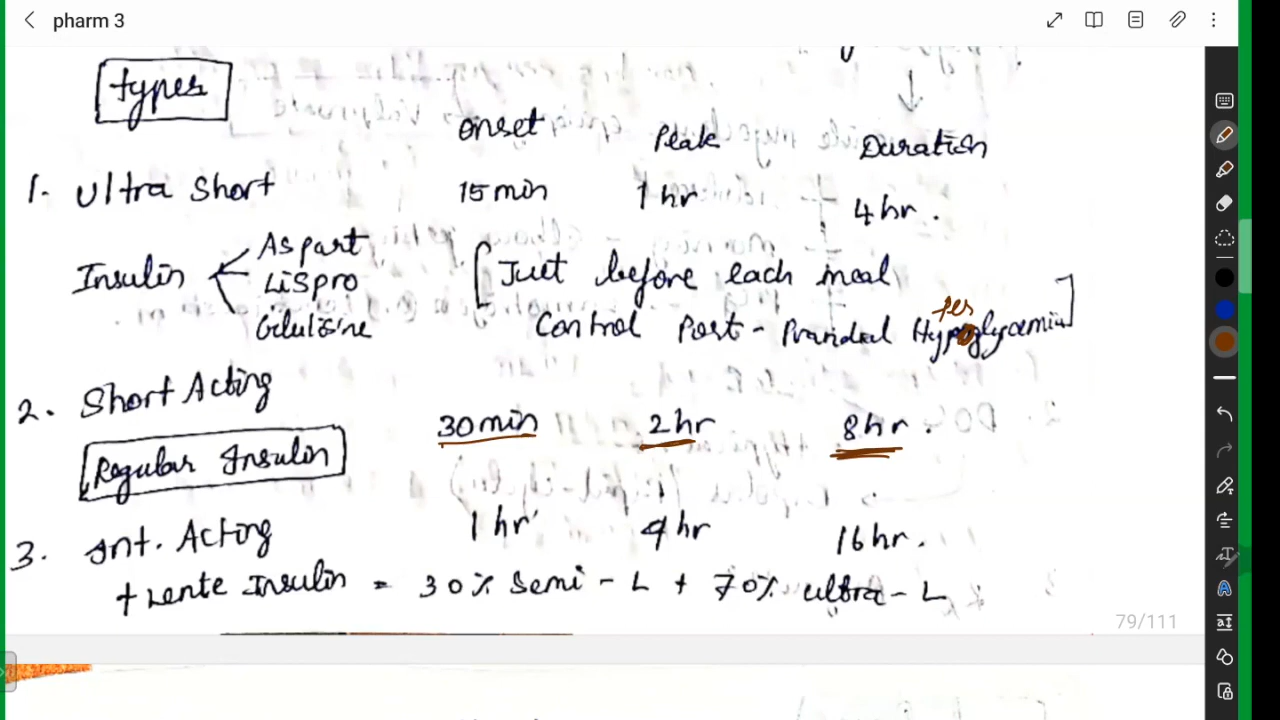 pharm 3
types
onset Peak Duration
1. Ultra Short 15 min 1 hr 4 hr.
Insulin Aspart
Lispro
Glulisine
[Just before each meal
Control Post-Prandial Hyperglycemia]
2. Short Acting
Regular Insulin 30 min 2 hr 8 hr.
3. Int. Acting 1 hr 4 hr 16 hr.
+ Lente Insulin = 30% Semi-L + 70% ultra-L
79/111